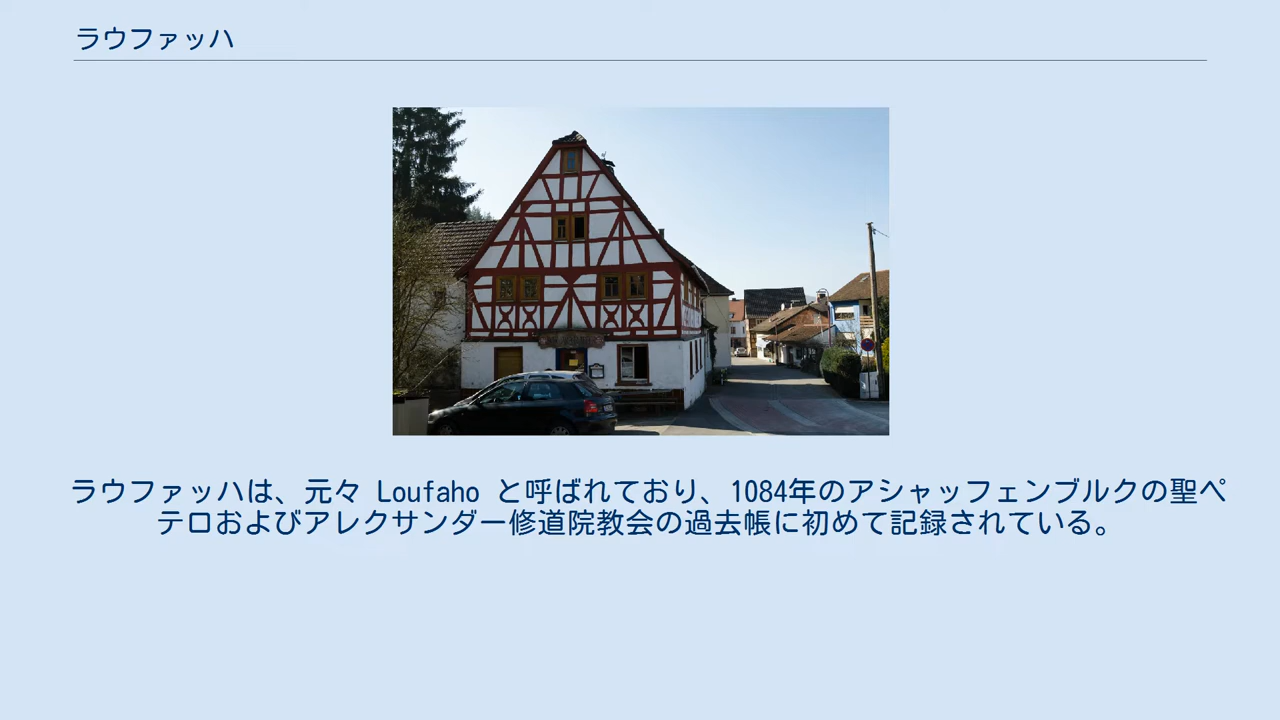 ラウファッハ
ラウファッハは、元々 Loufaho と呼ばれており、1084年のアシャッフェンブルクの聖ペ
テロおよびアレクサンダー修道院教会の過去帳に初めて記録されている。